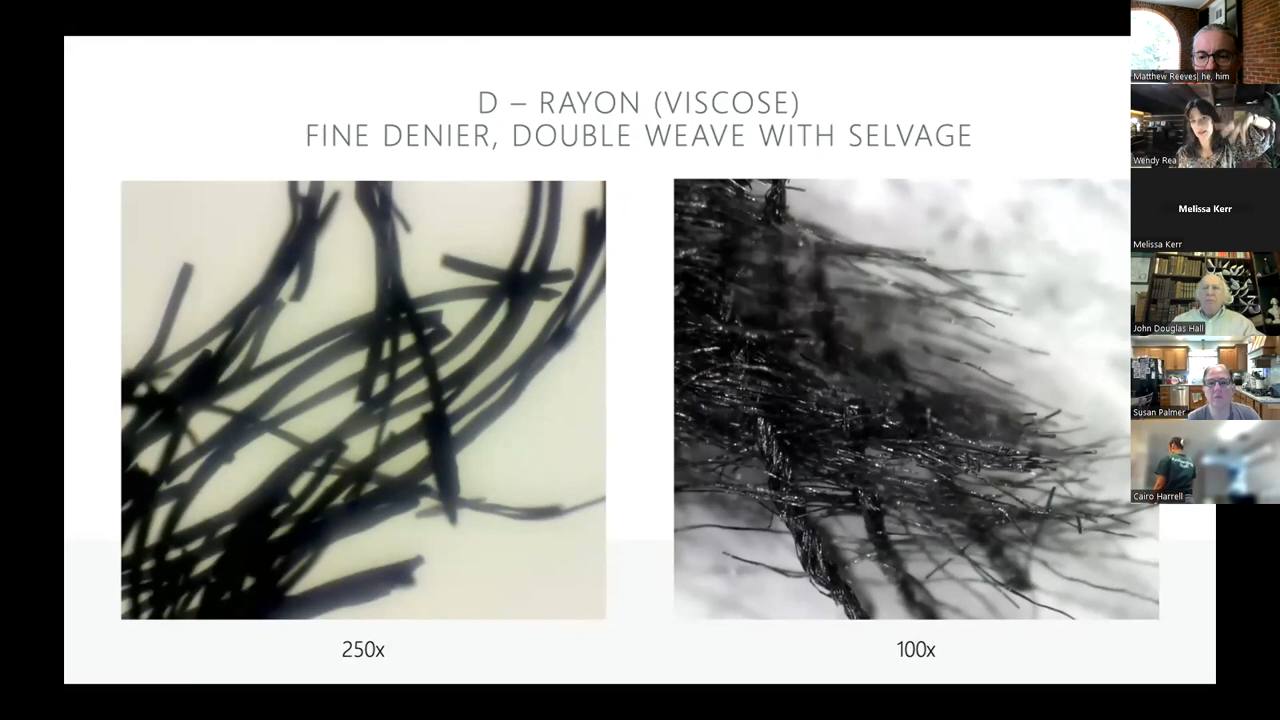 D – RAYON (VISCOSE)
FINE DENIER, DOUBLE WEAVE WITH SELVAGE
250x
100x
Matthew Reeves| he, him
Wendy Rea
Melissa Kerr
Melissa Kerr
John Douglas Hall
Susan Palmer
Cairo Harrell